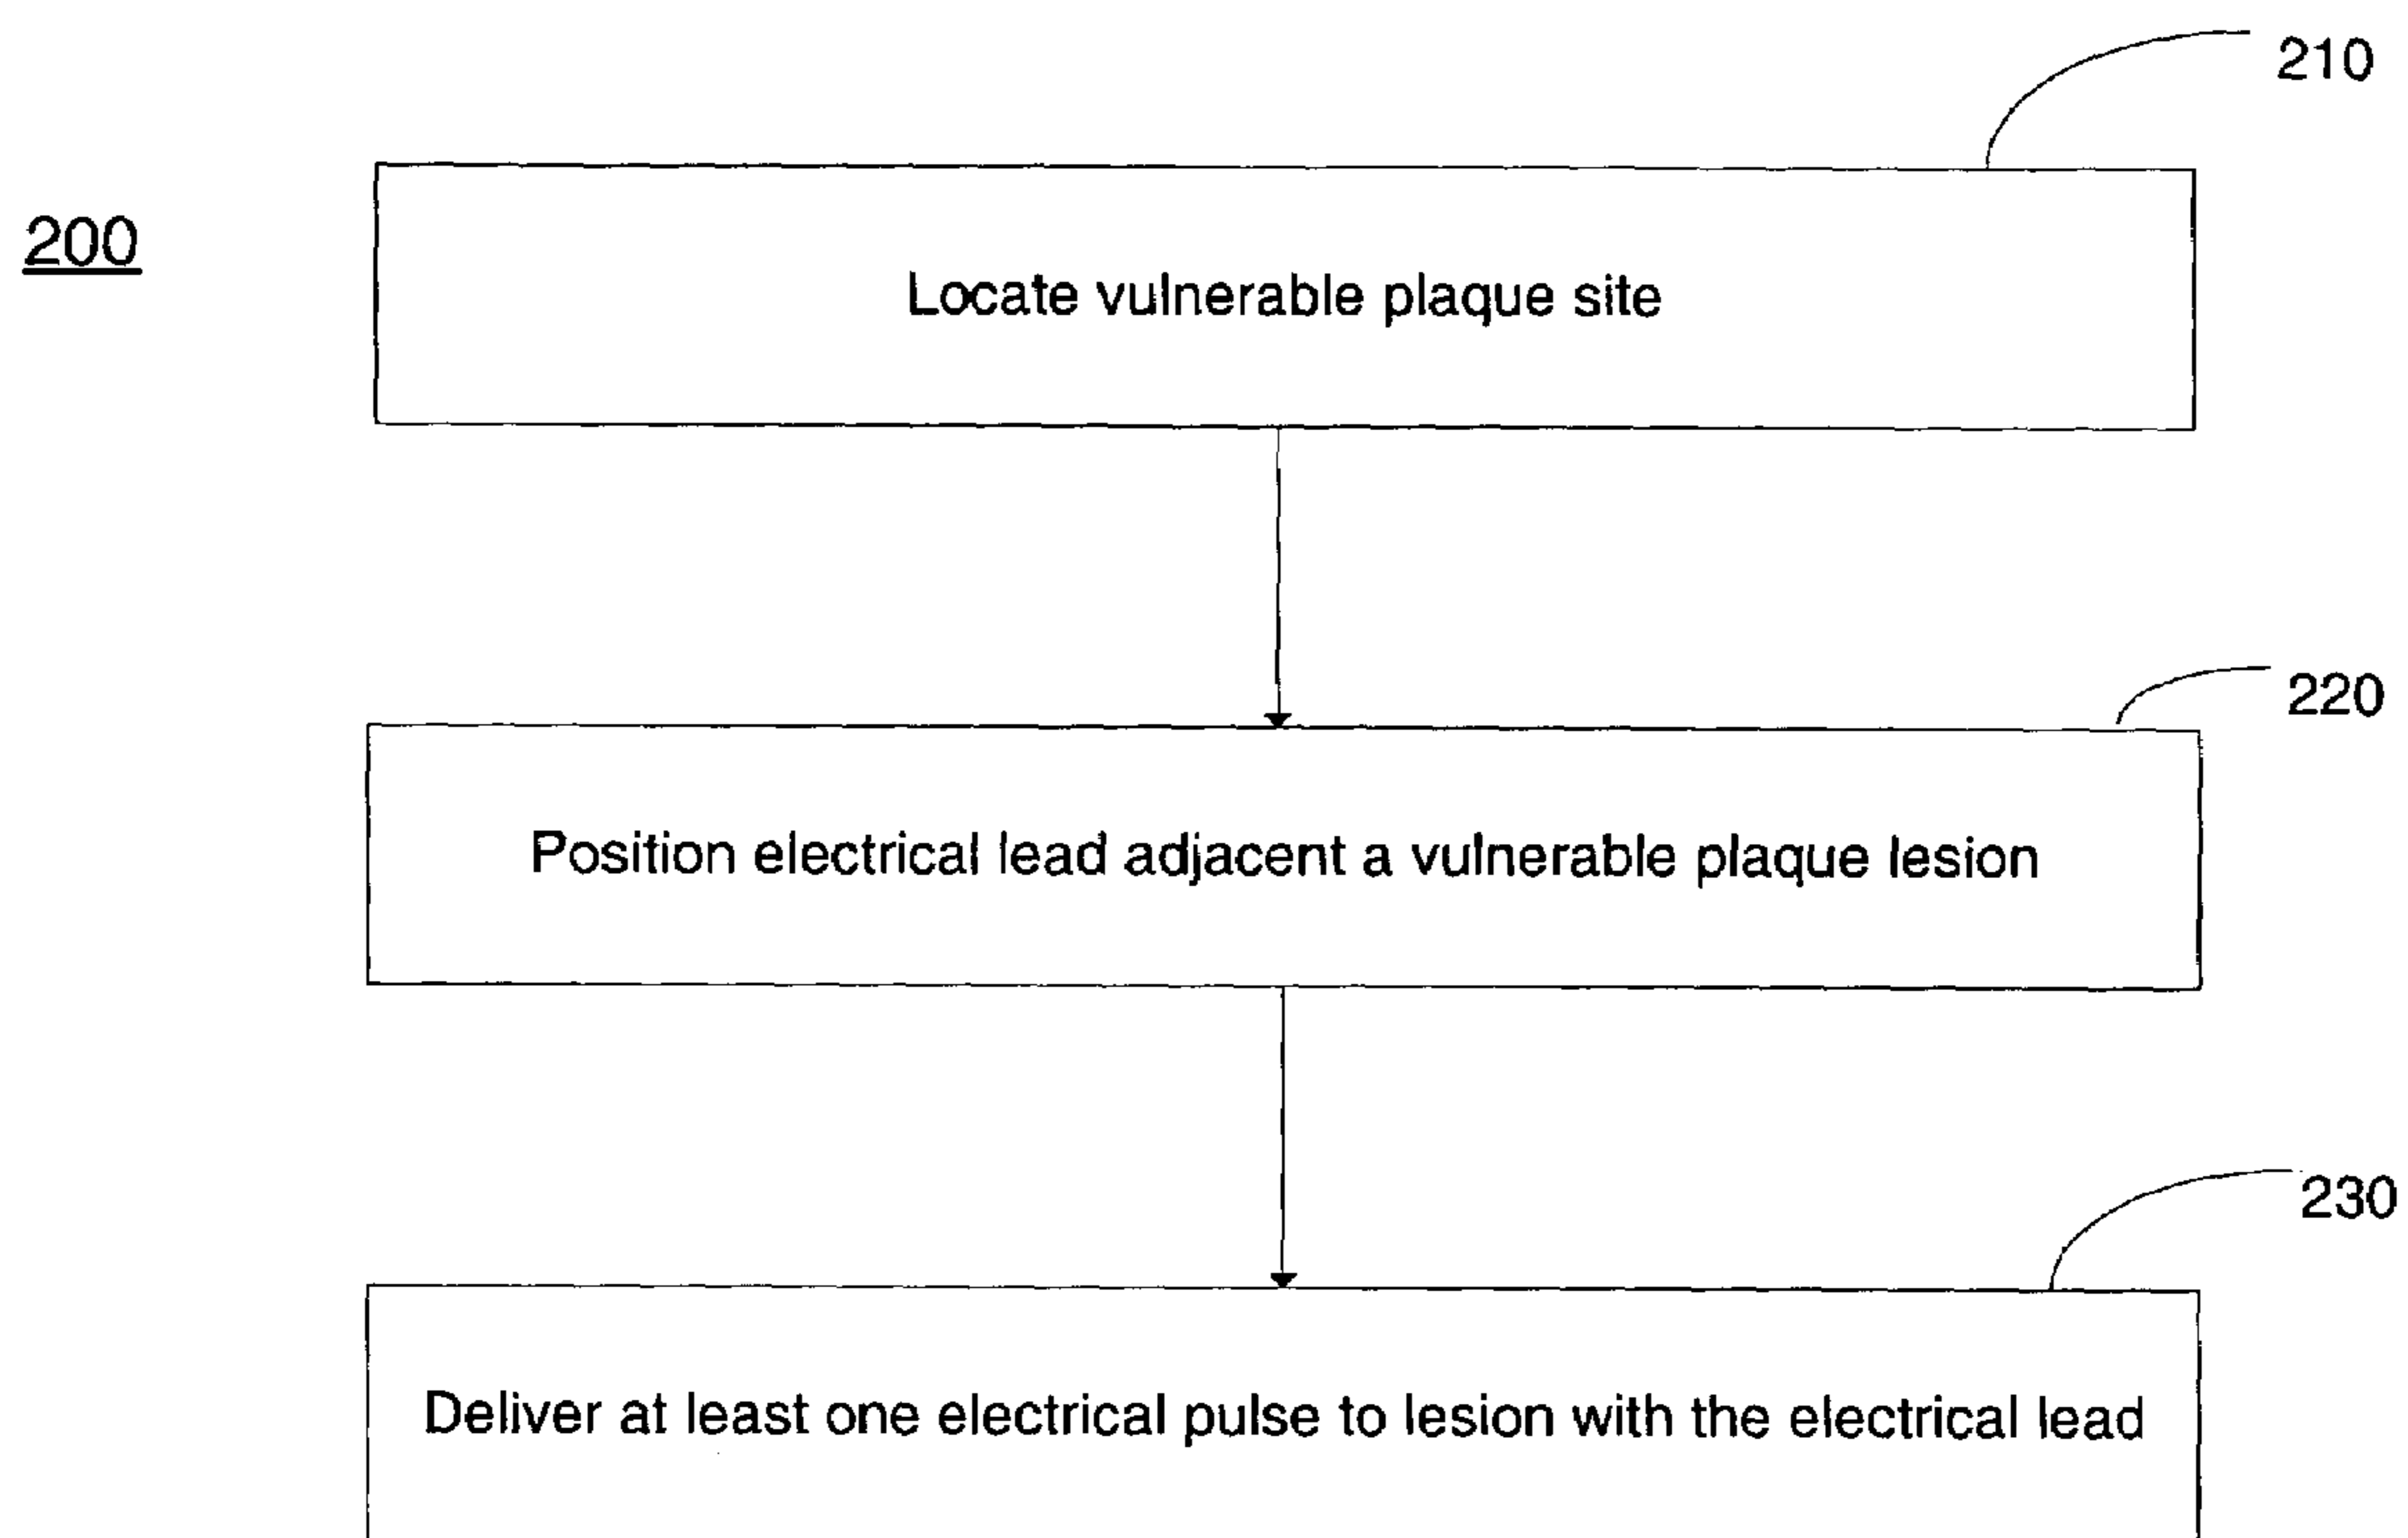 210
200
Locate vulnerable plaque site
220
Position electrical lead adjacent a vulnerable plaque lesion
230
Deliver at least one electrical pulse to lesion with the electrical lead